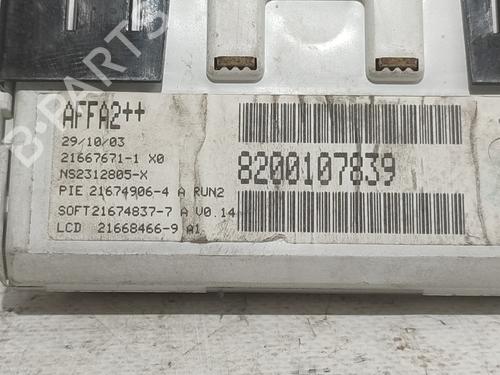 B-PARTS
AFFA2++
29/10/03
21667671-1 X0
NS2312805-X
8200107839
PIE 21674906-4 A RUN2
SOFT21674837-7 A V0.14
LCD 21668466-9 A1